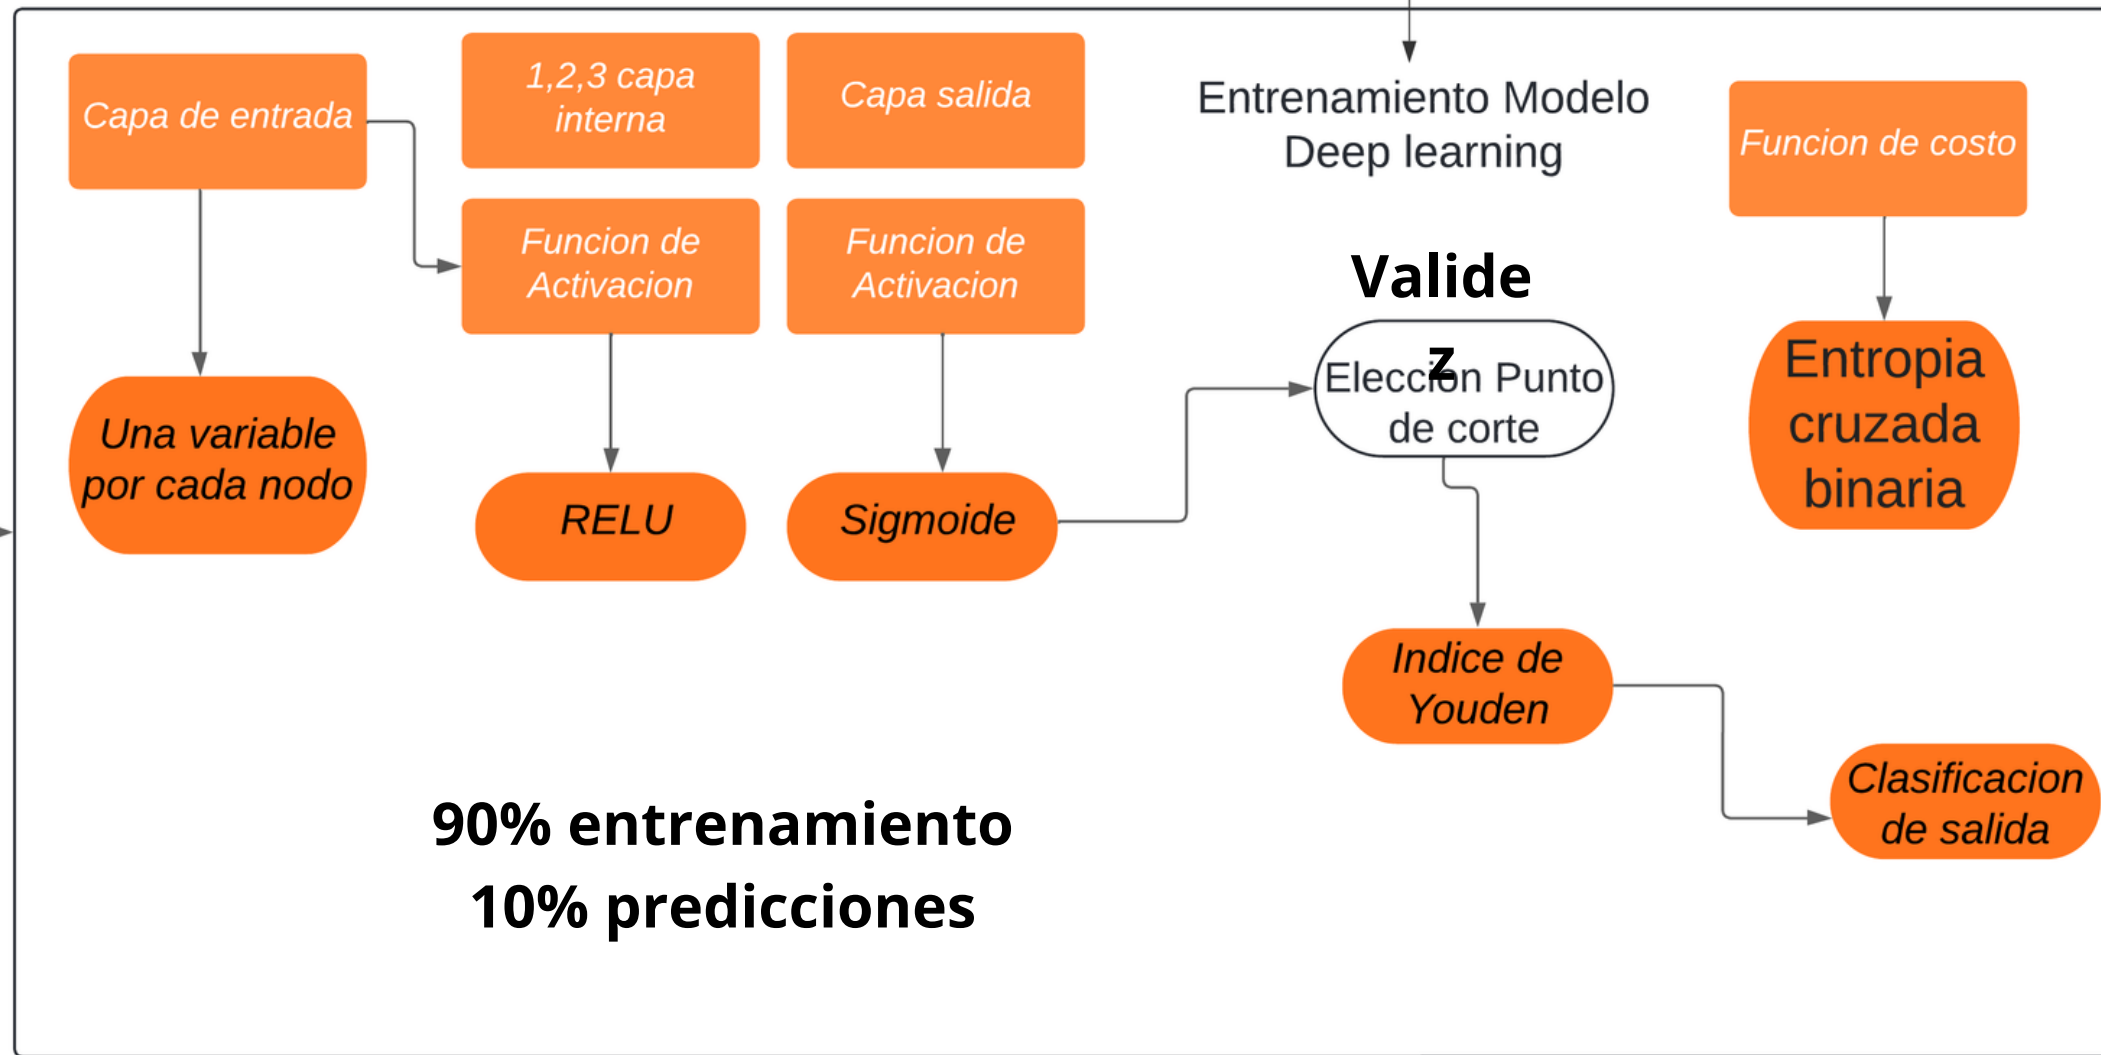 Capa de entrada
1,2,3 capa
interna
Capa salida
Entrenamiento Modelo
Deep learning
Funcion de costo
Funcion de
Activacion
Funcion de
Activacion
Valide
z
Elección Punto
de corte
Entropia
cruzada
binaria
Una variable
por cada nodo
RELU
Sigmoide
Indice de
Youden
Clasificacion
de salida
90% entrenamiento
10% predicciones